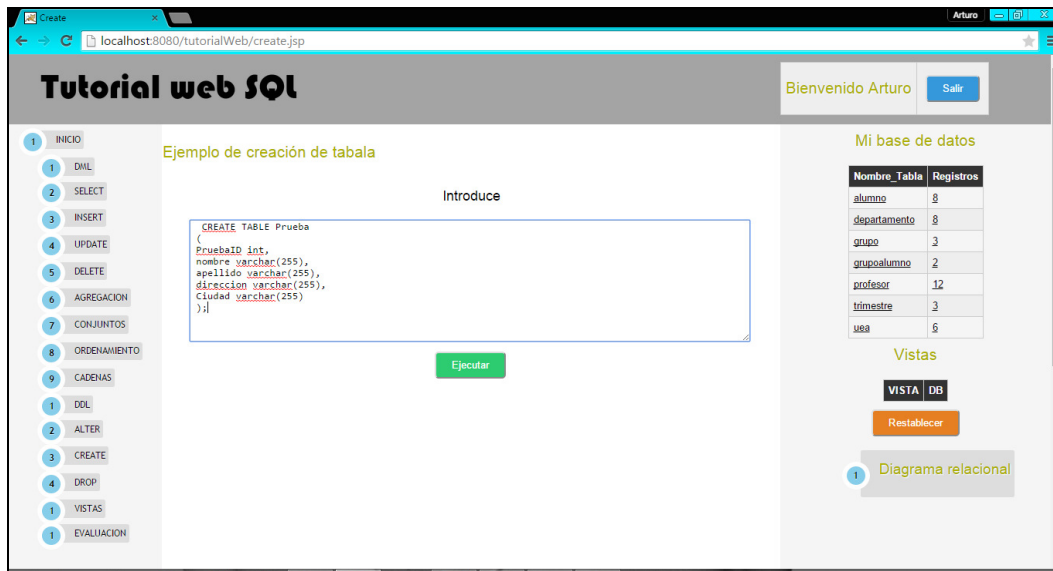 Create
Arturo
localhost:8080/tutorialWeb/create.jsp
Tutorial web SQL
Bienvenido Arturo
Salir
1 INICIO
1 DML
2 SELECT
3 INSERT
4 UPDATE
5 DELETE
6 AGREGACION
7 CONJUNTOS
8 ORDENAMIENTO
9 CADENAS
1 DDL
2 ALTER
3 CREATE
4 DROP
1 VISTAS
1 EVALUACION
Ejemplo de creación de tabala
Introduce
CREATE TABLE Prueba
(
PruebaID int,
nombre varchar(255),
apellido varchar(255),
direccion varchar(255),
Ciudad varchar(255)
);
Ejecutar
Mi base de datos
Nombre_Tabla Registros
alumno 8
departamento 8
grupo 3
grupoalumno 2
profesor 12
trimestre 3
uea 6
Vistas
VISTA DB
Restablecer
1 Diagrama relacional